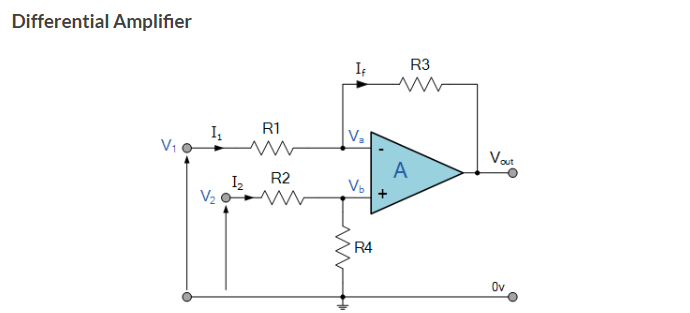 Differential Amplifier
If
R3
I1
R1
V1
Va
-
Vout
A
I2
R2
V2
Vb
+
R4
0v